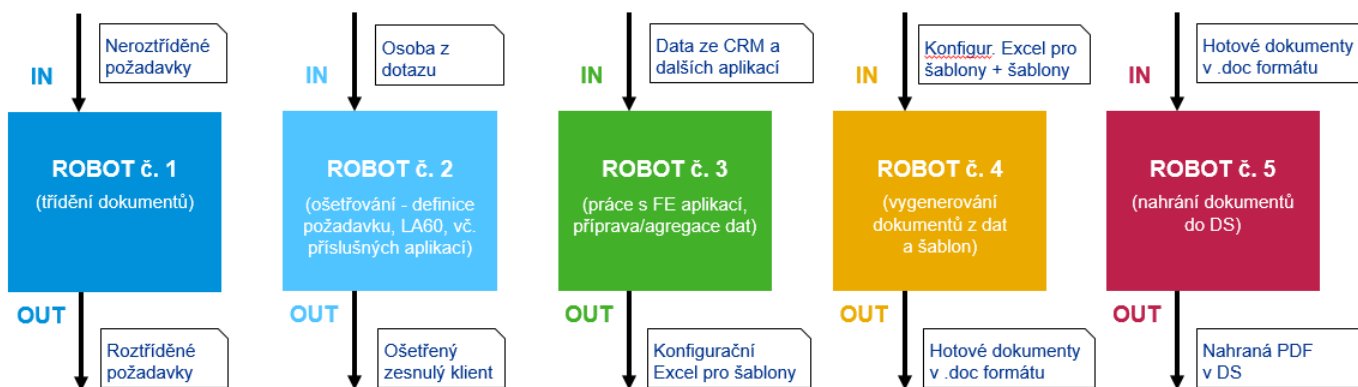 Neroztříděné
požadavky
IN
ROBOT č. 1
(třídění dokumentů)
OUT
Roztříděné
požadavky
Osoba z
dotazu
IN
ROBOT č. 2
(ošetřování - definice
požadavku, LA60, vč.
příslušných aplikací)
OUT
Ošetřený
zesnulý klient
Data ze CRM a
dalších aplikací
IN
ROBOT č. 3
(práce s FE aplikací,
příprava/agregace dat)
OUT
Konfigurační
Excel pro šablony
Konfigur. Excel pro
šablony + šablony
IN
ROBOT č. 4
(vygenerování
dokumentů z dat
a šablon)
OUT
Hotové dokumenty
v .doc formátu
Hotové dokumenty
v .doc formátu
IN
ROBOT č. 5
(nahrání dokumentů
do DS)
OUT
Nahraná PDF
v DS